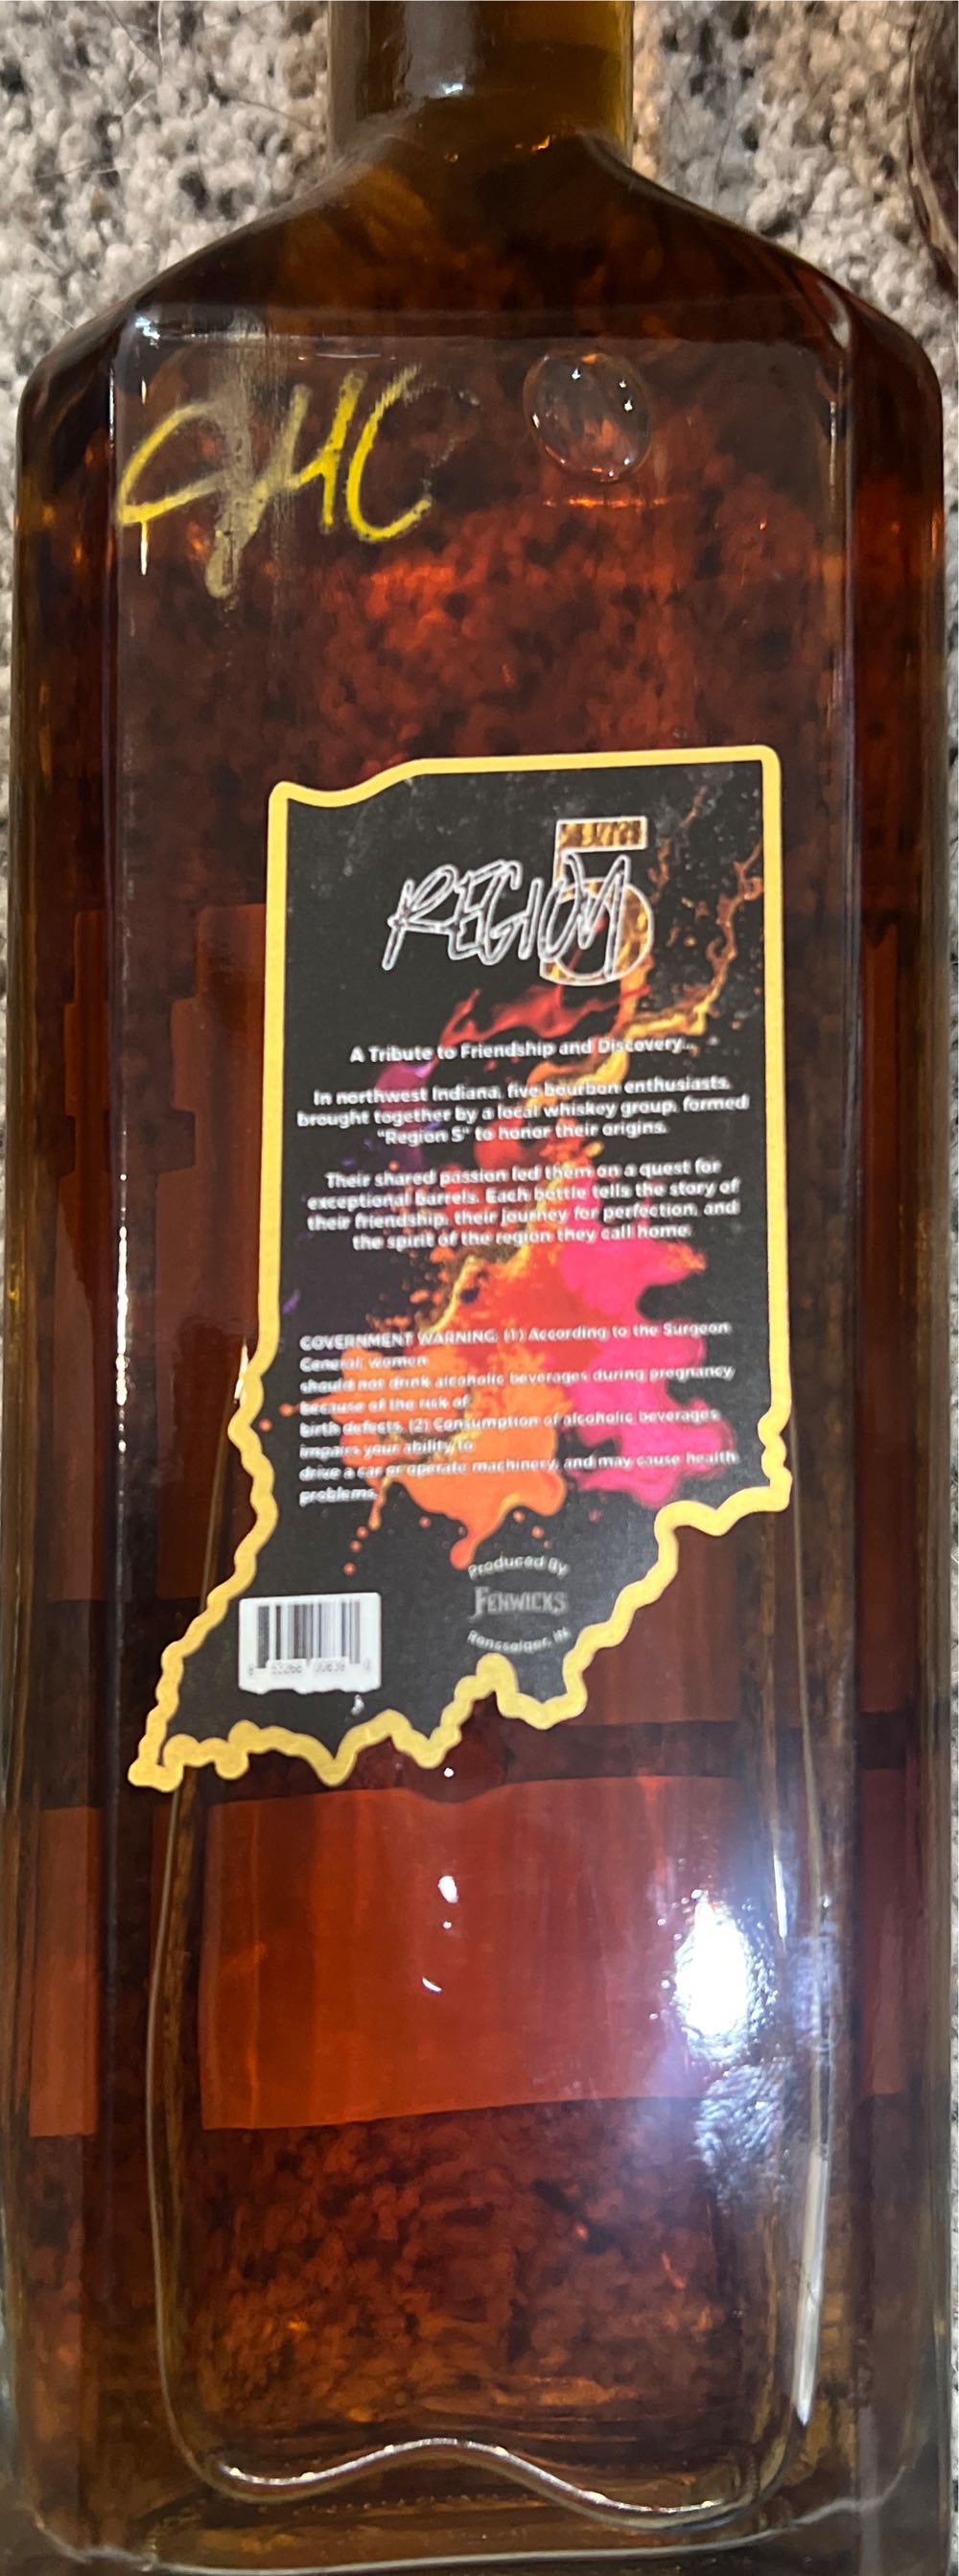 REGION 5
A Tribute to Friendship and Discovery...
In northwest Indiana, five bourbon enthusiasts,
brought together by a local whiskey group, formed
"Region 5" to honor their origins.
Their shared passion led them on a quest for
exceptional barrels. Each bottle tells the story of
their friendship, their journey for perfection, and
the spirit of the region they call home.
GOVERNMENT WARNING: (1) According to the Surgeon
General, women
should not drink alcoholic beverages during pregnancy
because of the risk of
birth defects. (2) Consumption of alcoholic beverages
impairs your ability to
drive a car or operate machinery, and may cause health
problems.
Produced By
FENWICKS